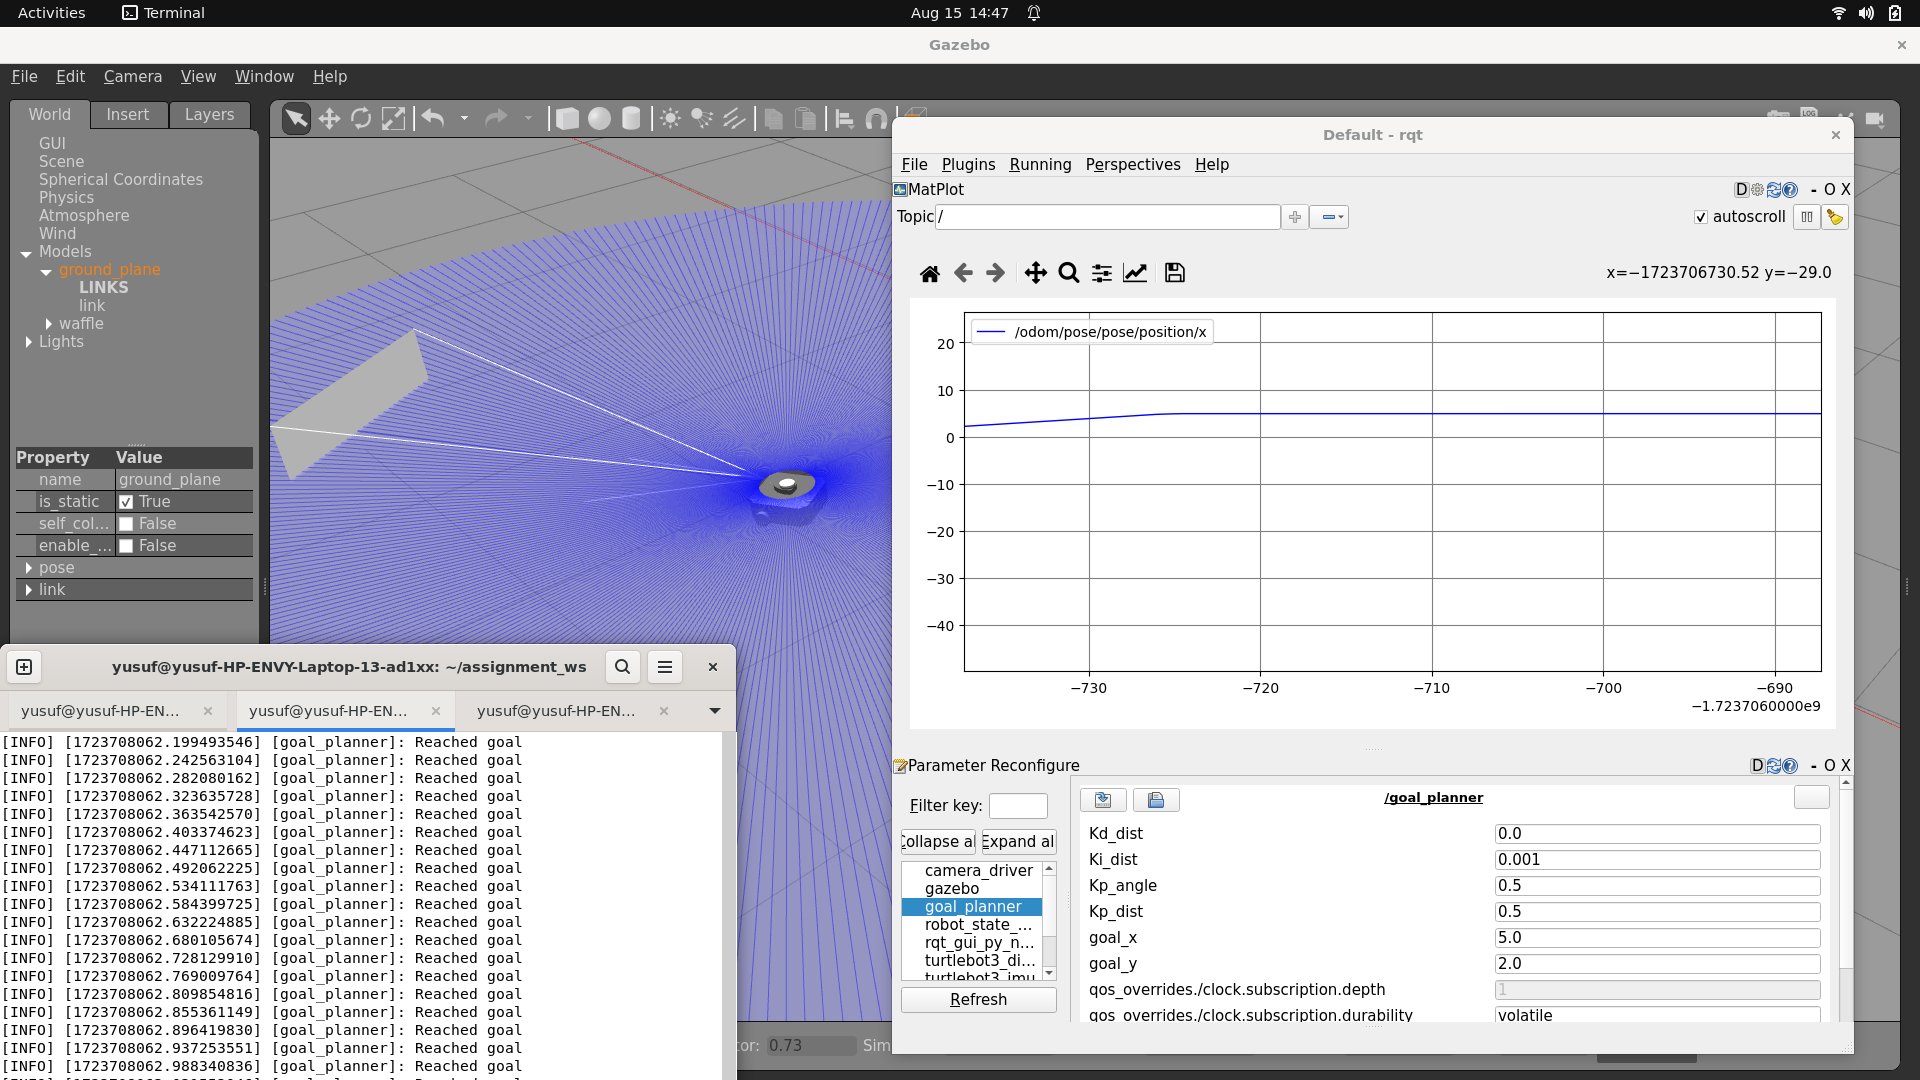 Activities
Terminal
Aug 15 14:47
Gazebo
File Edit Camera View Window Help
World Insert Layers
GUI
Scene
Spherical Coordinates
Physics
Atmosphere
Wind
Models
ground_plane
LINKS
link
waffle
Lights
Property Value
name ground_plane
is_static True
self_col... False
enable_... False
pose
link
LOG
0.73
Sim
Default - rqt
File Plugins Running Perspectives Help
MatPlot
D - O X
Topic /
autoscroll
x=−1723706730.52 y=−29.0
/odom/pose/pose/position/x
20
10
0
−10
−20
−30
−40
−730 −720 −710 −700 −690
−1.7237060000e9
Parameter Reconfigure
D - O X
Filter key:
Collapse al Expand al
camera_driver
gazebo
goal_planner
robot_state_...
rqt_gui_py_n...
turtlebot3_di...
turtlebot3_imu
Refresh
/goal_planner
Kd_dist 0.0
Ki_dist 0.001
Kp_angle 0.5
Kp_dist 0.5
goal_x 5.0
goal_y 2.0
qos_overrides./clock.subscription.depth 1
qos_overrides./clock.subscription.durability volatile
yusuf@yusuf-HP-ENVY-Laptop-13-ad1xx: ~/assignment_ws
yusuf@yusuf-HP-EN... yusuf@yusuf-HP-EN... yusuf@yusuf-HP-EN...
[INFO] [1723708062.199493546] [goal_planner]: Reached goal
[INFO] [1723708062.242563104] [goal_planner]: Reached goal
[INFO] [1723708062.282080162] [goal_planner]: Reached goal
[INFO] [1723708062.323635728] [goal_planner]: Reached goal
[INFO] [1723708062.363542570] [goal_planner]: Reached goal
[INFO] [1723708062.403374623] [goal_planner]: Reached goal
[INFO] [1723708062.447112665] [goal_planner]: Reached goal
[INFO] [1723708062.492062225] [goal_planner]: Reached goal
[INFO] [1723708062.534111763] [goal_planner]: Reached goal
[INFO] [1723708062.584399725] [goal_planner]: Reached goal
[INFO] [1723708062.632224885] [goal_planner]: Reached goal
[INFO] [1723708062.680105674] [goal_planner]: Reached goal
[INFO] [1723708062.728129910] [goal_planner]: Reached goal
[INFO] [1723708062.769009764] [goal_planner]: Reached goal
[INFO] [1723708062.809854816] [goal_planner]: Reached goal
[INFO] [1723708062.855361149] [goal_planner]: Reached goal
[INFO] [1723708062.896419830] [goal_planner]: Reached goal
[INFO] [1723708062.937253551] [goal_planner]: Reached goal
[INFO] [1723708062.988340836] [goal_planner]: Reached goal